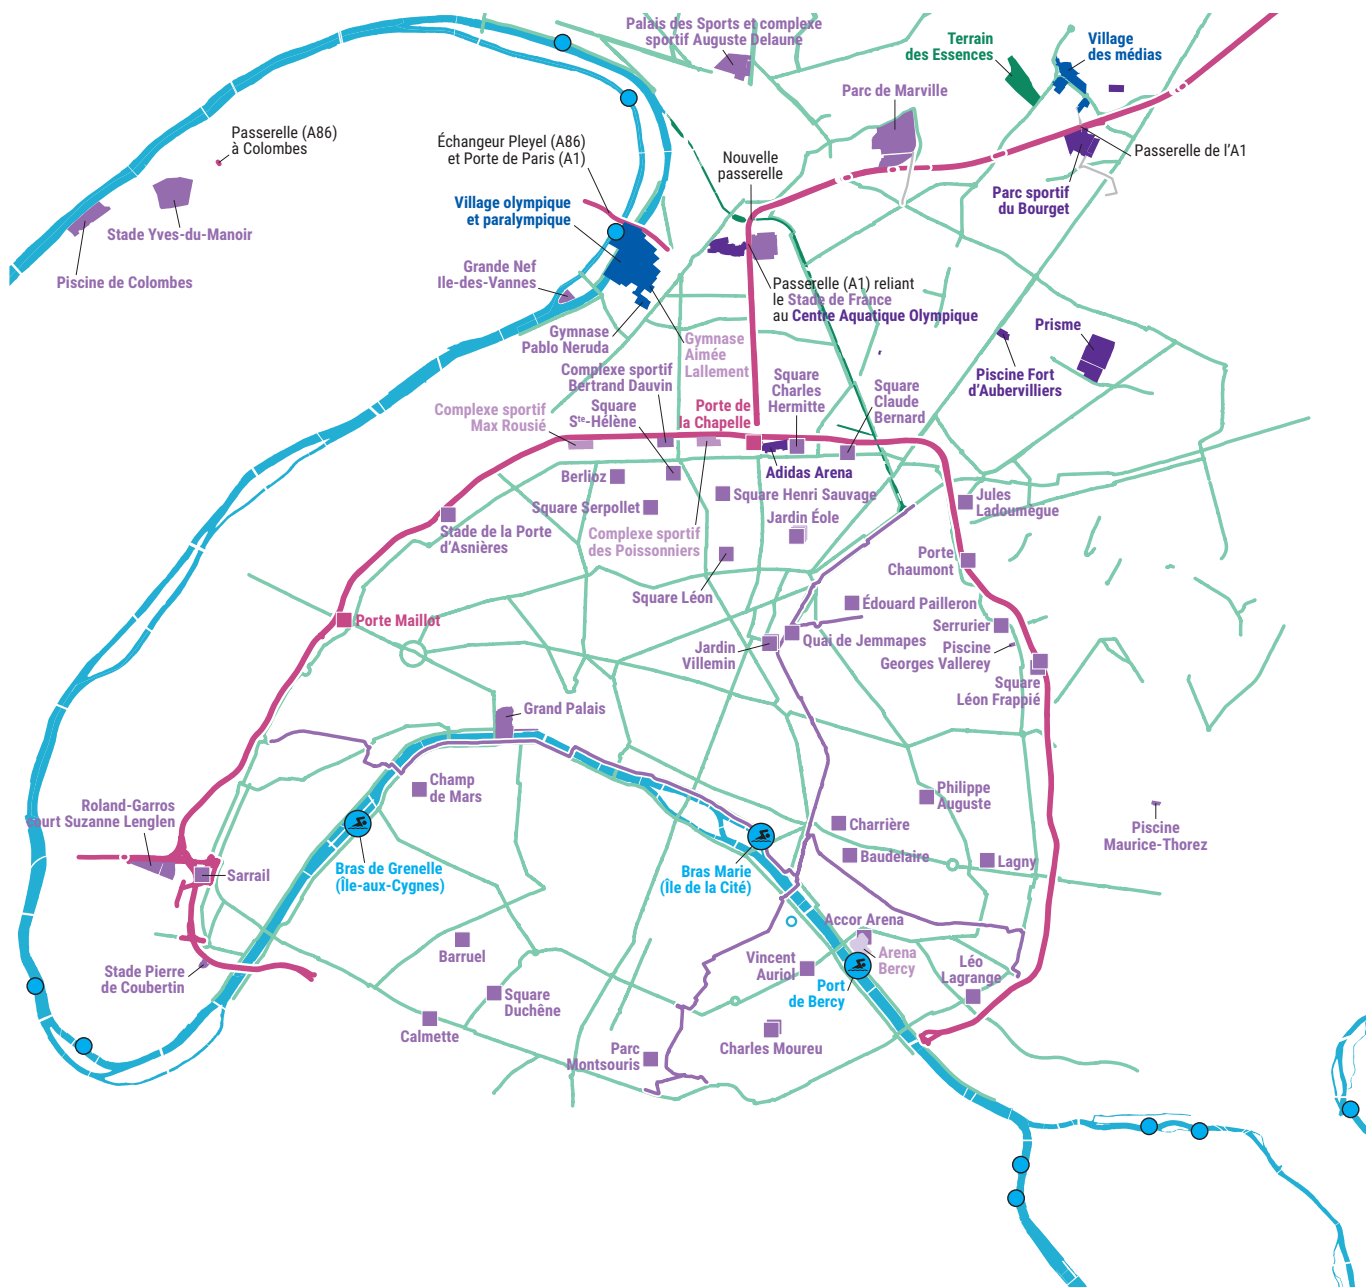 Palais des Sports et complexe
sportif Auguste Delaune
Terrain
des Essences
Village
des médias
Parc de Marville
Passerelle (A86)
à Colombes
Échangeur Pleyel (A86)
et Porte de Paris (A1)
Nouvelle
passerelle
Passerelle de l’A1
Parc sportif
du Bourget
Village olympique
et paralympique
Stade Yves-du-Manoir
Piscine de Colombes
Grande Nef
Ile-des-Vannes
Passerelle (A1) reliant
le Stade de France
au Centre Aquatique Olympique
Gymnase
Pablo Neruda
Gymnase
Aimée
Lallement
Prisme
Piscine Fort
d’Aubervilliers
Complexe sportif
Bertrand Dauvin
Square
Charles
Hermitte
Square
Claude
Bernard
Complexe sportif
Max Rousié
Square
Ste-Hélène
Porte de
la Chapelle
Adidas Arena
Berlioz
Square Henri Sauvage
Square Serpollet
Jardin Éole
Jules
Ladoumègue
Stade de la Porte
d’Asnières
Complexe sportif
des Poissonniers
Porte
Chaumont
Square Léon
Édouard Pailleron
Porte Maillot
Serrurier
Quai de Jemmapes
Jardin
Villemin
Piscine
Georges Vallerey
Square
Léon Frappié
Grand Palais
Champ
de Mars
Philippe
Auguste
Roland-Garros
court Suzanne Lenglen
Charrière
Piscine
Maurice-Thorez
Baudelaire
Lagny
Sarrail
Bras de Grenelle
(Île-aux-Cygnes)
Bras Marie
(Île de la Cité)
Accor Arena
Arena
Bercy
Barruel
Vincent
Auriol
Léo
Lagrange
Stade Pierre
de Coubertin
Port
de Bercy
Square
Duchêne
Calmette
Parc
Montsouris
Charles Moureu